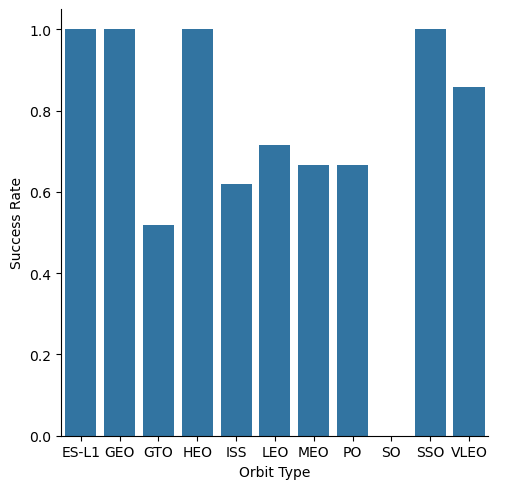 1.0
0.8
0.6
0.4
0.2
0.0
Success Rate
ES-L1 GEO GTO HEO ISS LEO MEO PO SO SSO VLEO
Orbit Type